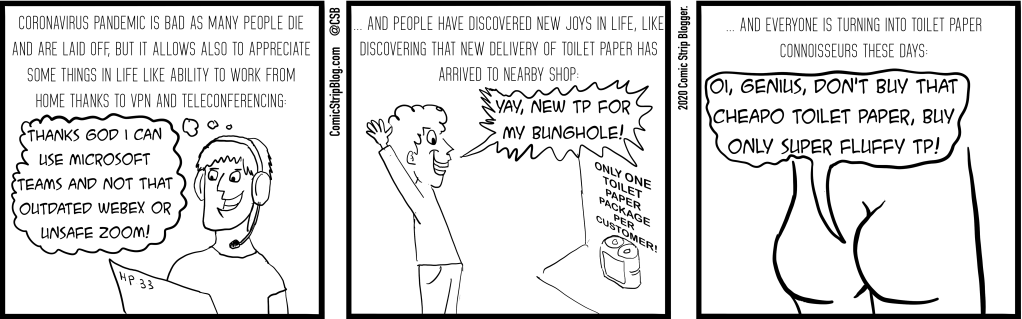 CORONAVIRUS PANDEMIC IS BAD AS MANY PEOPLE DIE
AND ARE LAID OFF, BUT IT ALLOWS ALSO TO APPRECIATE
SOME THINGS IN LIFE LIKE ABILITY TO WORK FROM
HOME THANKS TO VPN AND TELECONFERENCING:
THANKS GOD I CAN
USE MICROSOFT
TEAMS AND NOT THAT
OUTDATED WEBEX OR
UNSAFE ZOOM!
HP 33
ComicStripBlog.com @CSB
... AND PEOPLE HAVE DISCOVERED NEW JOYS IN LIFE, LIKE
DISCOVERING THAT NEW DELIVERY OF TOILET PAPER HAS
ARRIVED TO NEARBY SHOP:
YAY, NEW TP FOR
MY BUNGHOLE!
ONLY ONE
TOILET
PAPER
PACKAGE
PER
CUSTOMER!
2020 Comic Strip Blogger.
... AND EVERYONE IS TURNING INTO TOILET PAPER
CONNOISSEURS THESE DAYS:
OI, GENIUS, DON'T BUY THAT
CHEAPO TOILET PAPER, BUY
ONLY SUPER FLUFFY TP!